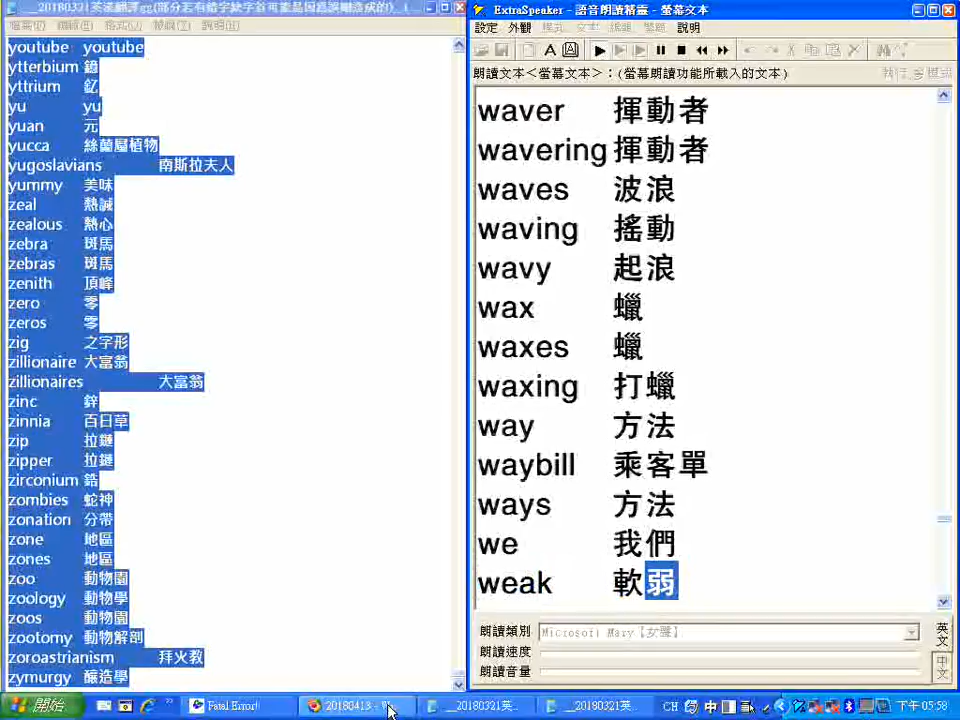 youtube youtube
ytterbium 鐿
yttrium 釔
yu yu
yuan 元
yucca 絲蘭屬植物
yugoslavians 南斯拉夫人
yummy 美味
zeal 熱誠
zealous 熱心
zebra 斑馬
zebras 斑馬
zenith 頂峰
zero 零
zeros 零
zig 之字形
zillionaire 大富翁
zillionaires 大富翁
zinc 鋅
zinnia 百日草
zip 拉鏈
zipper 拉鏈
zirconium 鋯
zombies 蛇神
zonation 分帶
zone 地區
zones 地區
zoo 動物園
zoology 動物學
zoos 動物園
zootomy 動物解剖
zoroastrianism 拜火教
zymurgy 釀造學
ExtraSpeaker - 語音朗讀精靈 - 螢幕文本
設定 外觀 說明
朗讀文本<螢幕文本>：(螢幕朗讀功能所載入的文本)
waver 揮動者
wavering 揮動者
waves 波浪
waving 搖動
wavy 起浪
wax 蠟
waxes 蠟
waxing 打蠟
way 方法
waybill 乘客單
ways 方法
we 我們
weak 軟弱
朗讀類別 Microsoft Mary【女聲】
朗讀速度
朗讀音量
英文
中文
開始
Fatal Error!
20180413 -
__20180321英...
__20180321英...
CH
中
下午 05:58